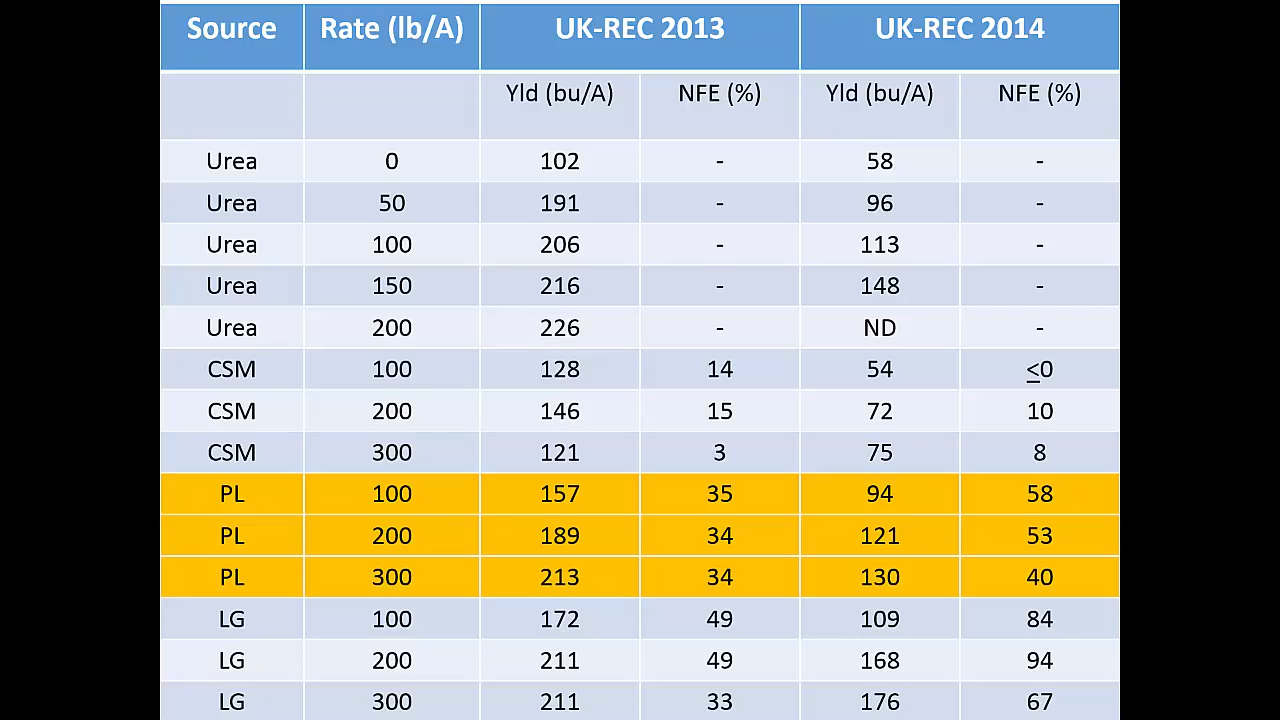 Source Rate (lb/A) UK-REC 2013 UK-REC 2014
Yld (bu/A) NFE (%) Yld (bu/A) NFE (%)
Urea 0 102 - 58 -
Urea 50 191 - 96 -
Urea 100 206 - 113 -
Urea 150 216 - 148 -
Urea 200 226 - ND -
CSM 100 128 14 54 <0
CSM 200 146 15 72 10
CSM 300 121 3 75 8
PL 100 157 35 94 58
PL 200 189 34 121 53
PL 300 213 34 130 40
LG 100 172 49 109 84
LG 200 211 49 168 94
LG 300 211 33 176 67